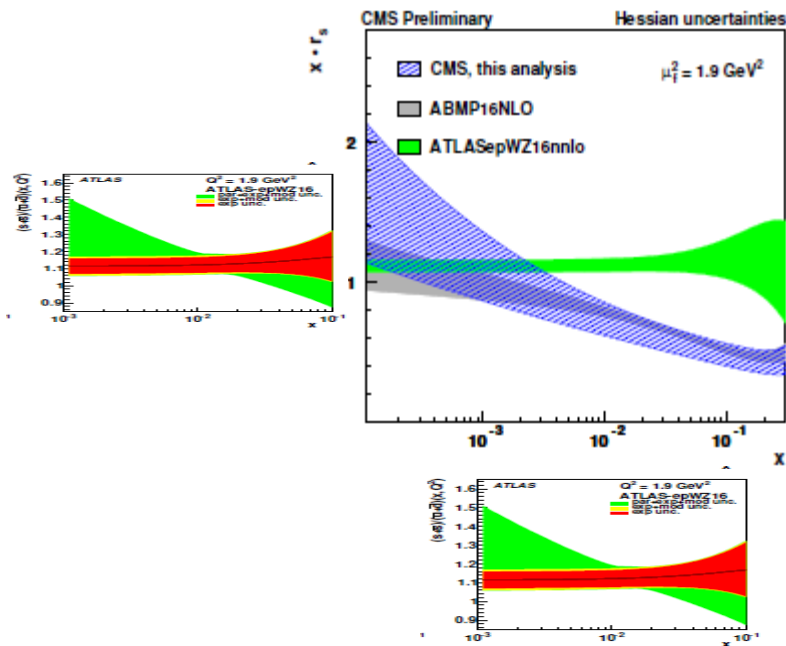 CMS Preliminary Hessian uncertainties
x • r_s
CMS, this analysis
μ_f² = 1.9 GeV²
ABMP16NLO
ATLASepWZ16nnlo
2
1
10⁻³ 10⁻² 10⁻¹
x
ATLAS
Q² = 1.9 GeV²
ATLAS-epWZ16
par+exp+mod unc.
exp+mod unc.
exp unc.
(s+s̄)/(ū+d̄)(x,Q²)
1.6
1.5
1.4
1.3
1.2
1.1
1
0.9
10⁻³ 10⁻² 10⁻¹
x
ATLAS
Q² = 1.9 GeV²
ATLAS-epWZ16
par+exp+mod unc.
exp+mod unc.
exp unc.
(s+s̄)/(ū+d̄)(x,Q²)
1.6
1.5
1.4
1.3
1.2
1.1
1
0.9
10⁻³ 10⁻² 10⁻¹
x